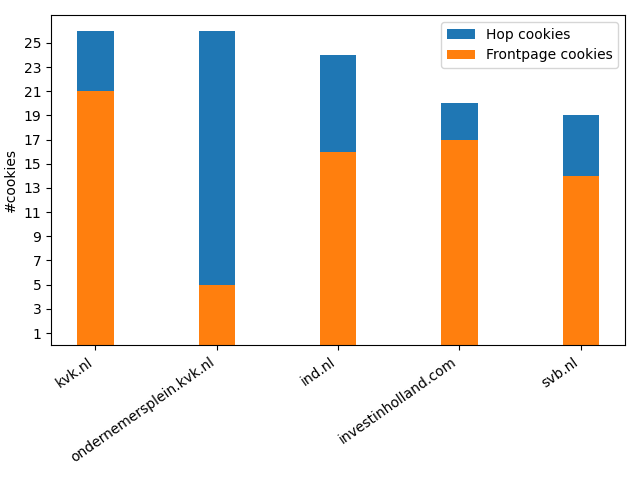 Hop cookies
Frontpage cookies
#cookies
25
23
21
19
17
15
13
11
9
7
5
3
1
kvk.nl
ondernemersplein.kvk.nl
ind.nl
investinholland.com
svb.nl